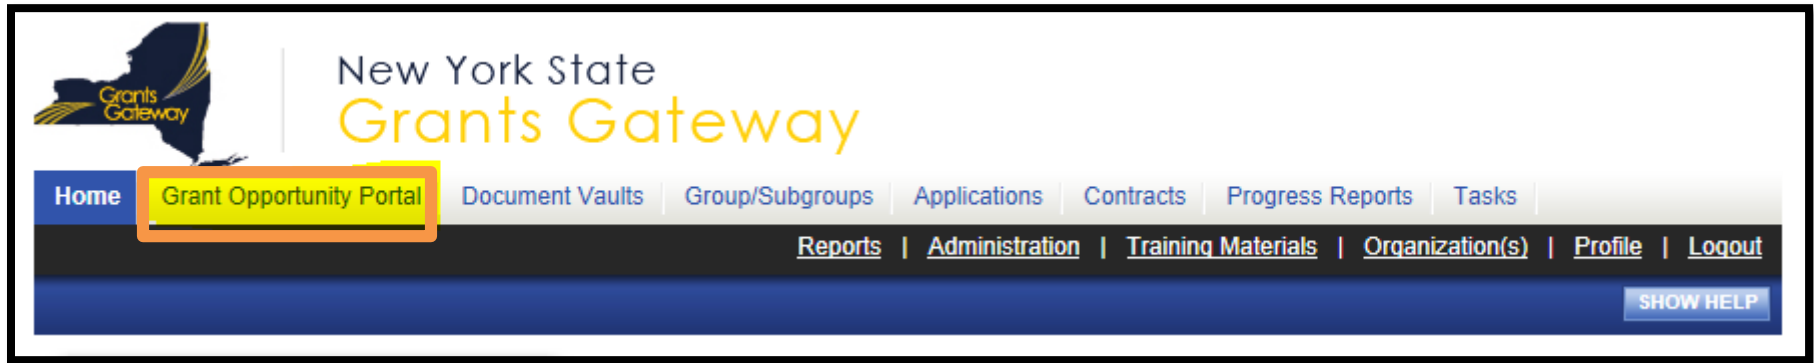 Grants
Gateway
New York State
Grants Gateway
Home Grant Opportunity Portal Document Vaults Group/Subgroups Applications Contracts Progress Reports Tasks
Reports | Administration | Training Materials | Organization(s) | Profile | Logout
SHOW HELP